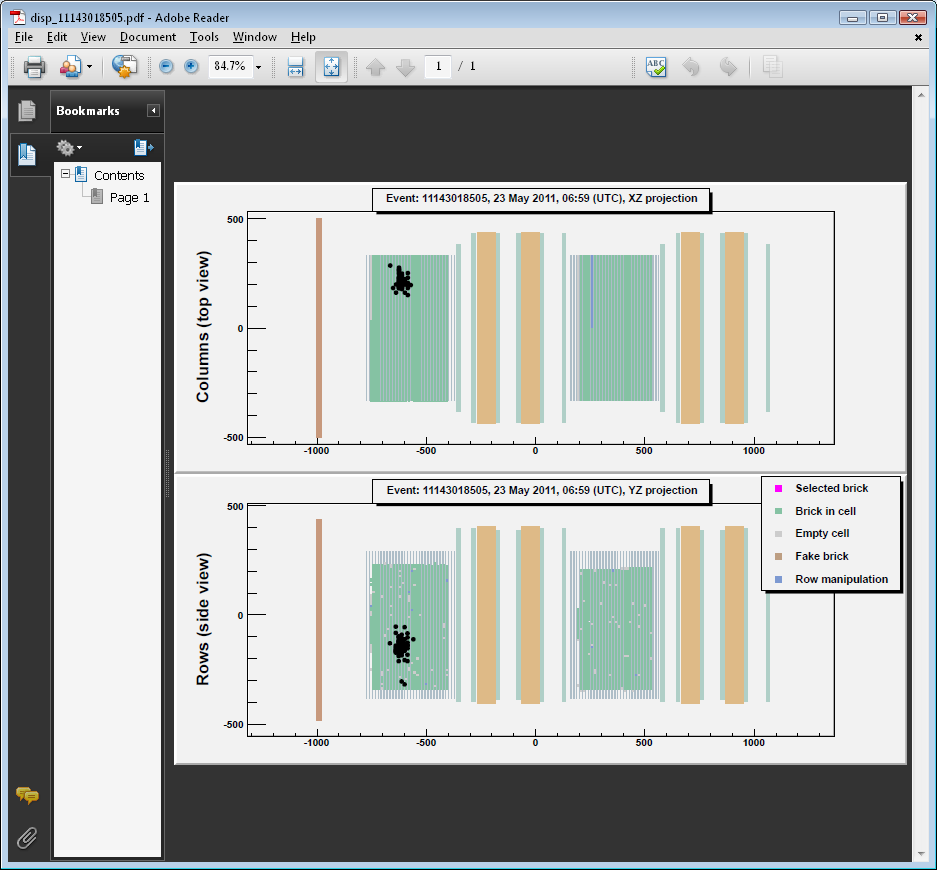 disp_11143018505.pdf - Adobe Reader
File Edit View Document Tools Window Help
84.7% 1 / 1 ABC
Bookmarks
Contents
Page 1
Event: 11143018505, 23 May 2011, 06:59 (UTC), XZ projection
Columns (top view)
500
0
-500
-1000 -500 0 500 1000
Event: 11143018505, 23 May 2011, 06:59 (UTC), YZ projection
Rows (side view)
500
0
-500
-1000 -500 0 500 1000
Selected brick
Brick in cell
Empty cell
Fake brick
Row manipulation